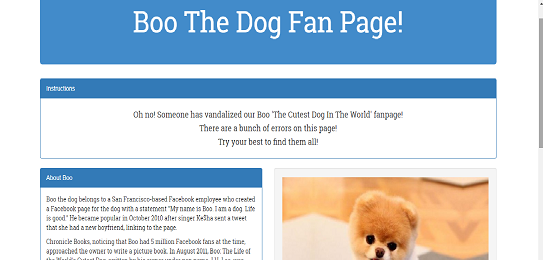 Boo The Dog Fan Page!
Instructions
Oh no! Someone has vandalized our Boo 'The Cutest Dog In The World' fanpage!
There are a bunch of errors on this page!
Try your best to find them all!
About Boo
Boo the dog belongs to a San Francisco-based Facebook employee who created
a Facebook page for the dog with a statement "My name is Boo. I am a dog. Life
is good." He became popular in October 2010 after singer Ke$ha sent a tweet
that she had a new boyfriend, linking to the page.
Chronicle Books, noticing that Boo had 5 million Facebook fans at the time,
approached the owner to write a picture book. In August 2011, Boo: The Life of